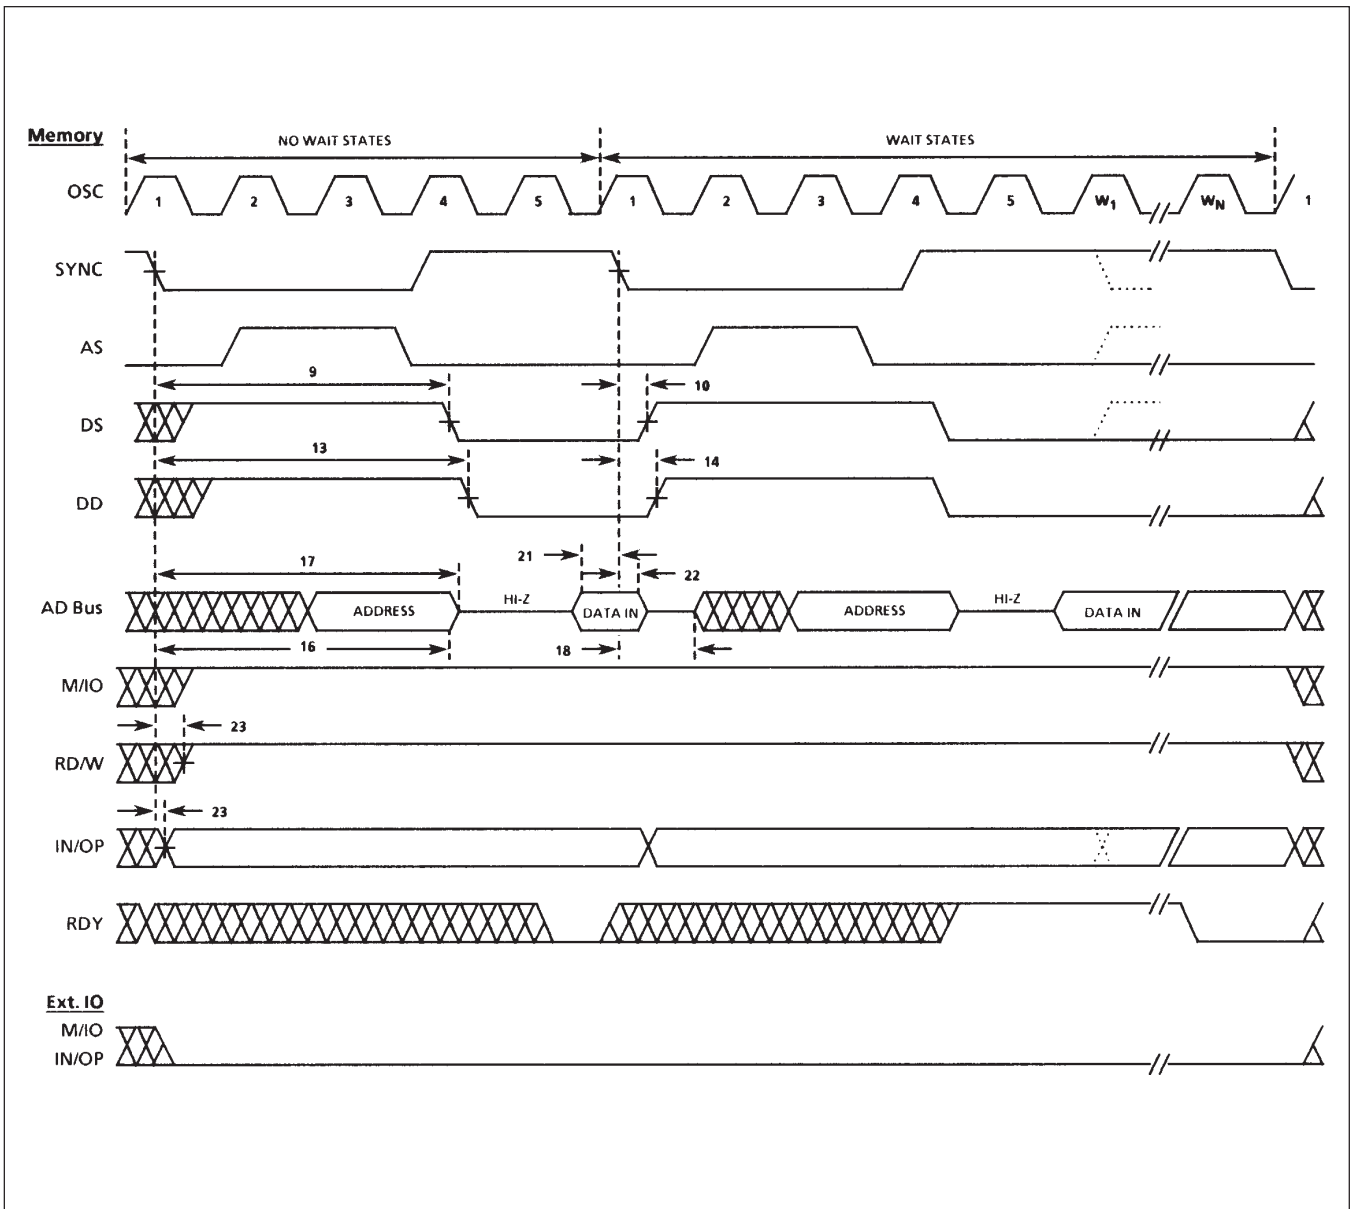 Memory
NO WAIT STATES WAIT STATES
OSC 1 2 3 4 5 1 2 3 4 5 W1 WN 1
SYNC
AS
9 10
DS
13 14
DD
21
17 22
AD Bus ADDRESS HI-Z DATA IN ADDRESS HI-Z DATA IN
16 18
M/IO
23
RD/W
23
IN/OP
RDY
Ext. IO
M/IO
IN/OP